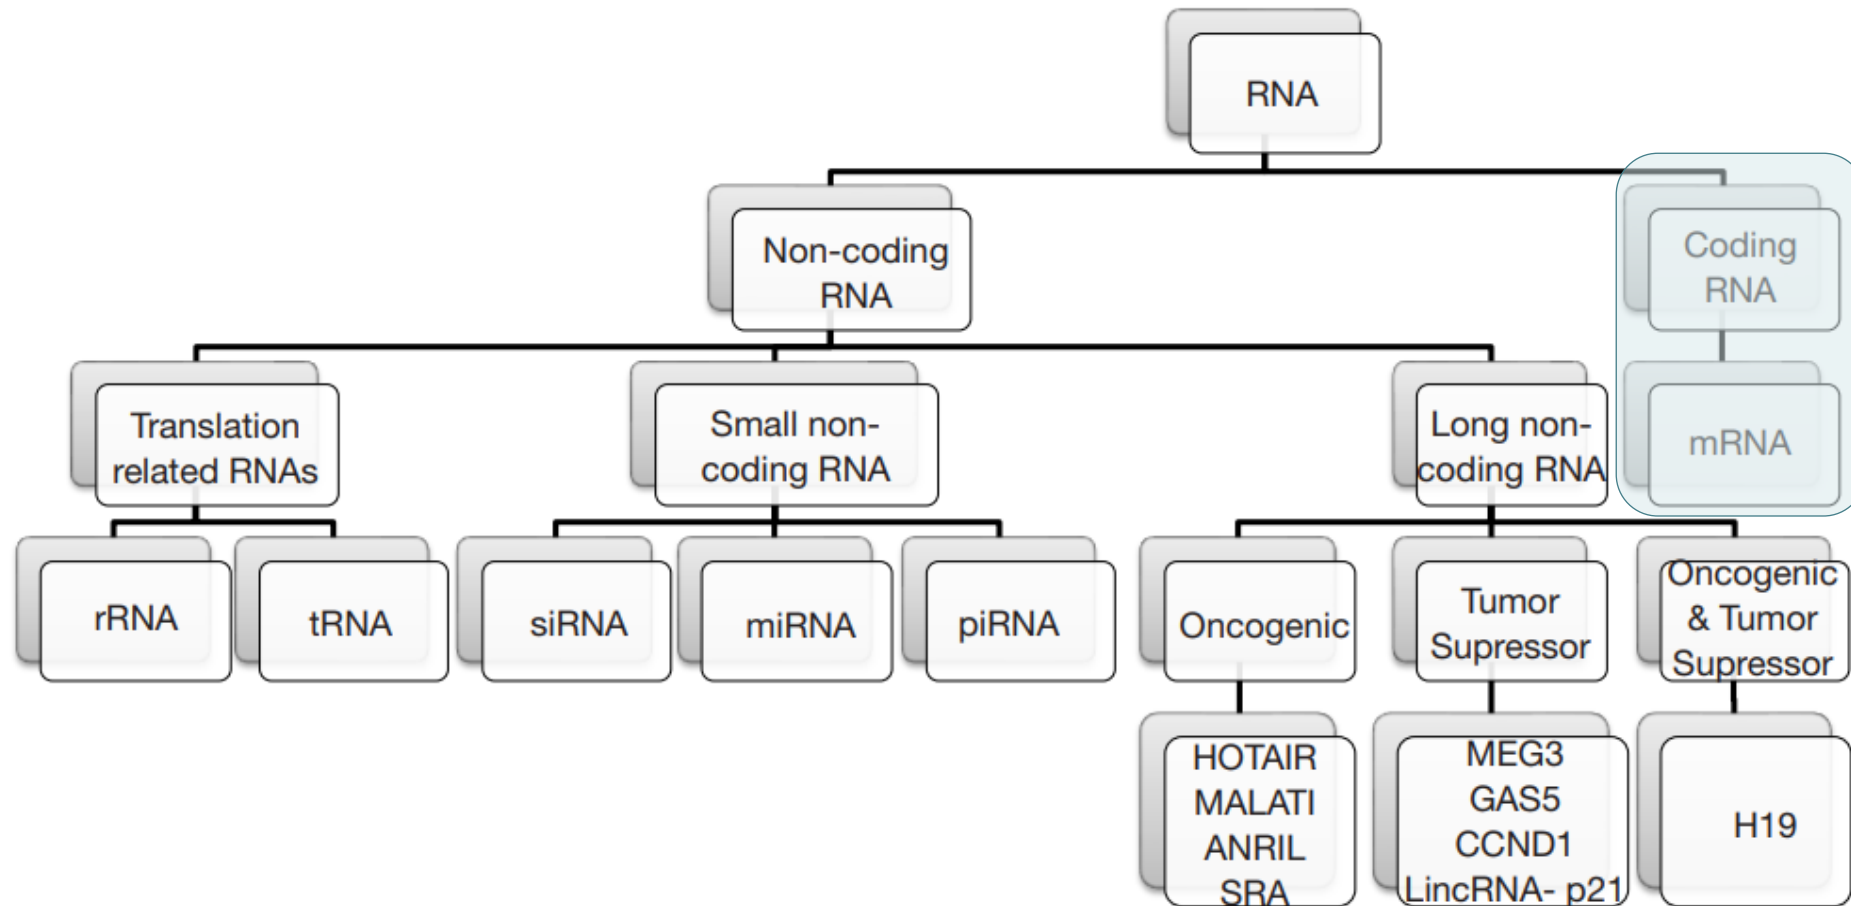 RNA
Non-coding
RNA
Coding
RNA
Translation
related RNAs
Small non-
coding RNA
Long non-
coding RNA
mRNA
rRNA
tRNA
siRNA
miRNA
piRNA
Oncogenic
Tumor
Supressor
Oncogenic
& Tumor
Supressor
HOTAIR
MALATI
ANRIL
SRA
MEG3
GAS5
CCND1
LincRNA- p21
H19